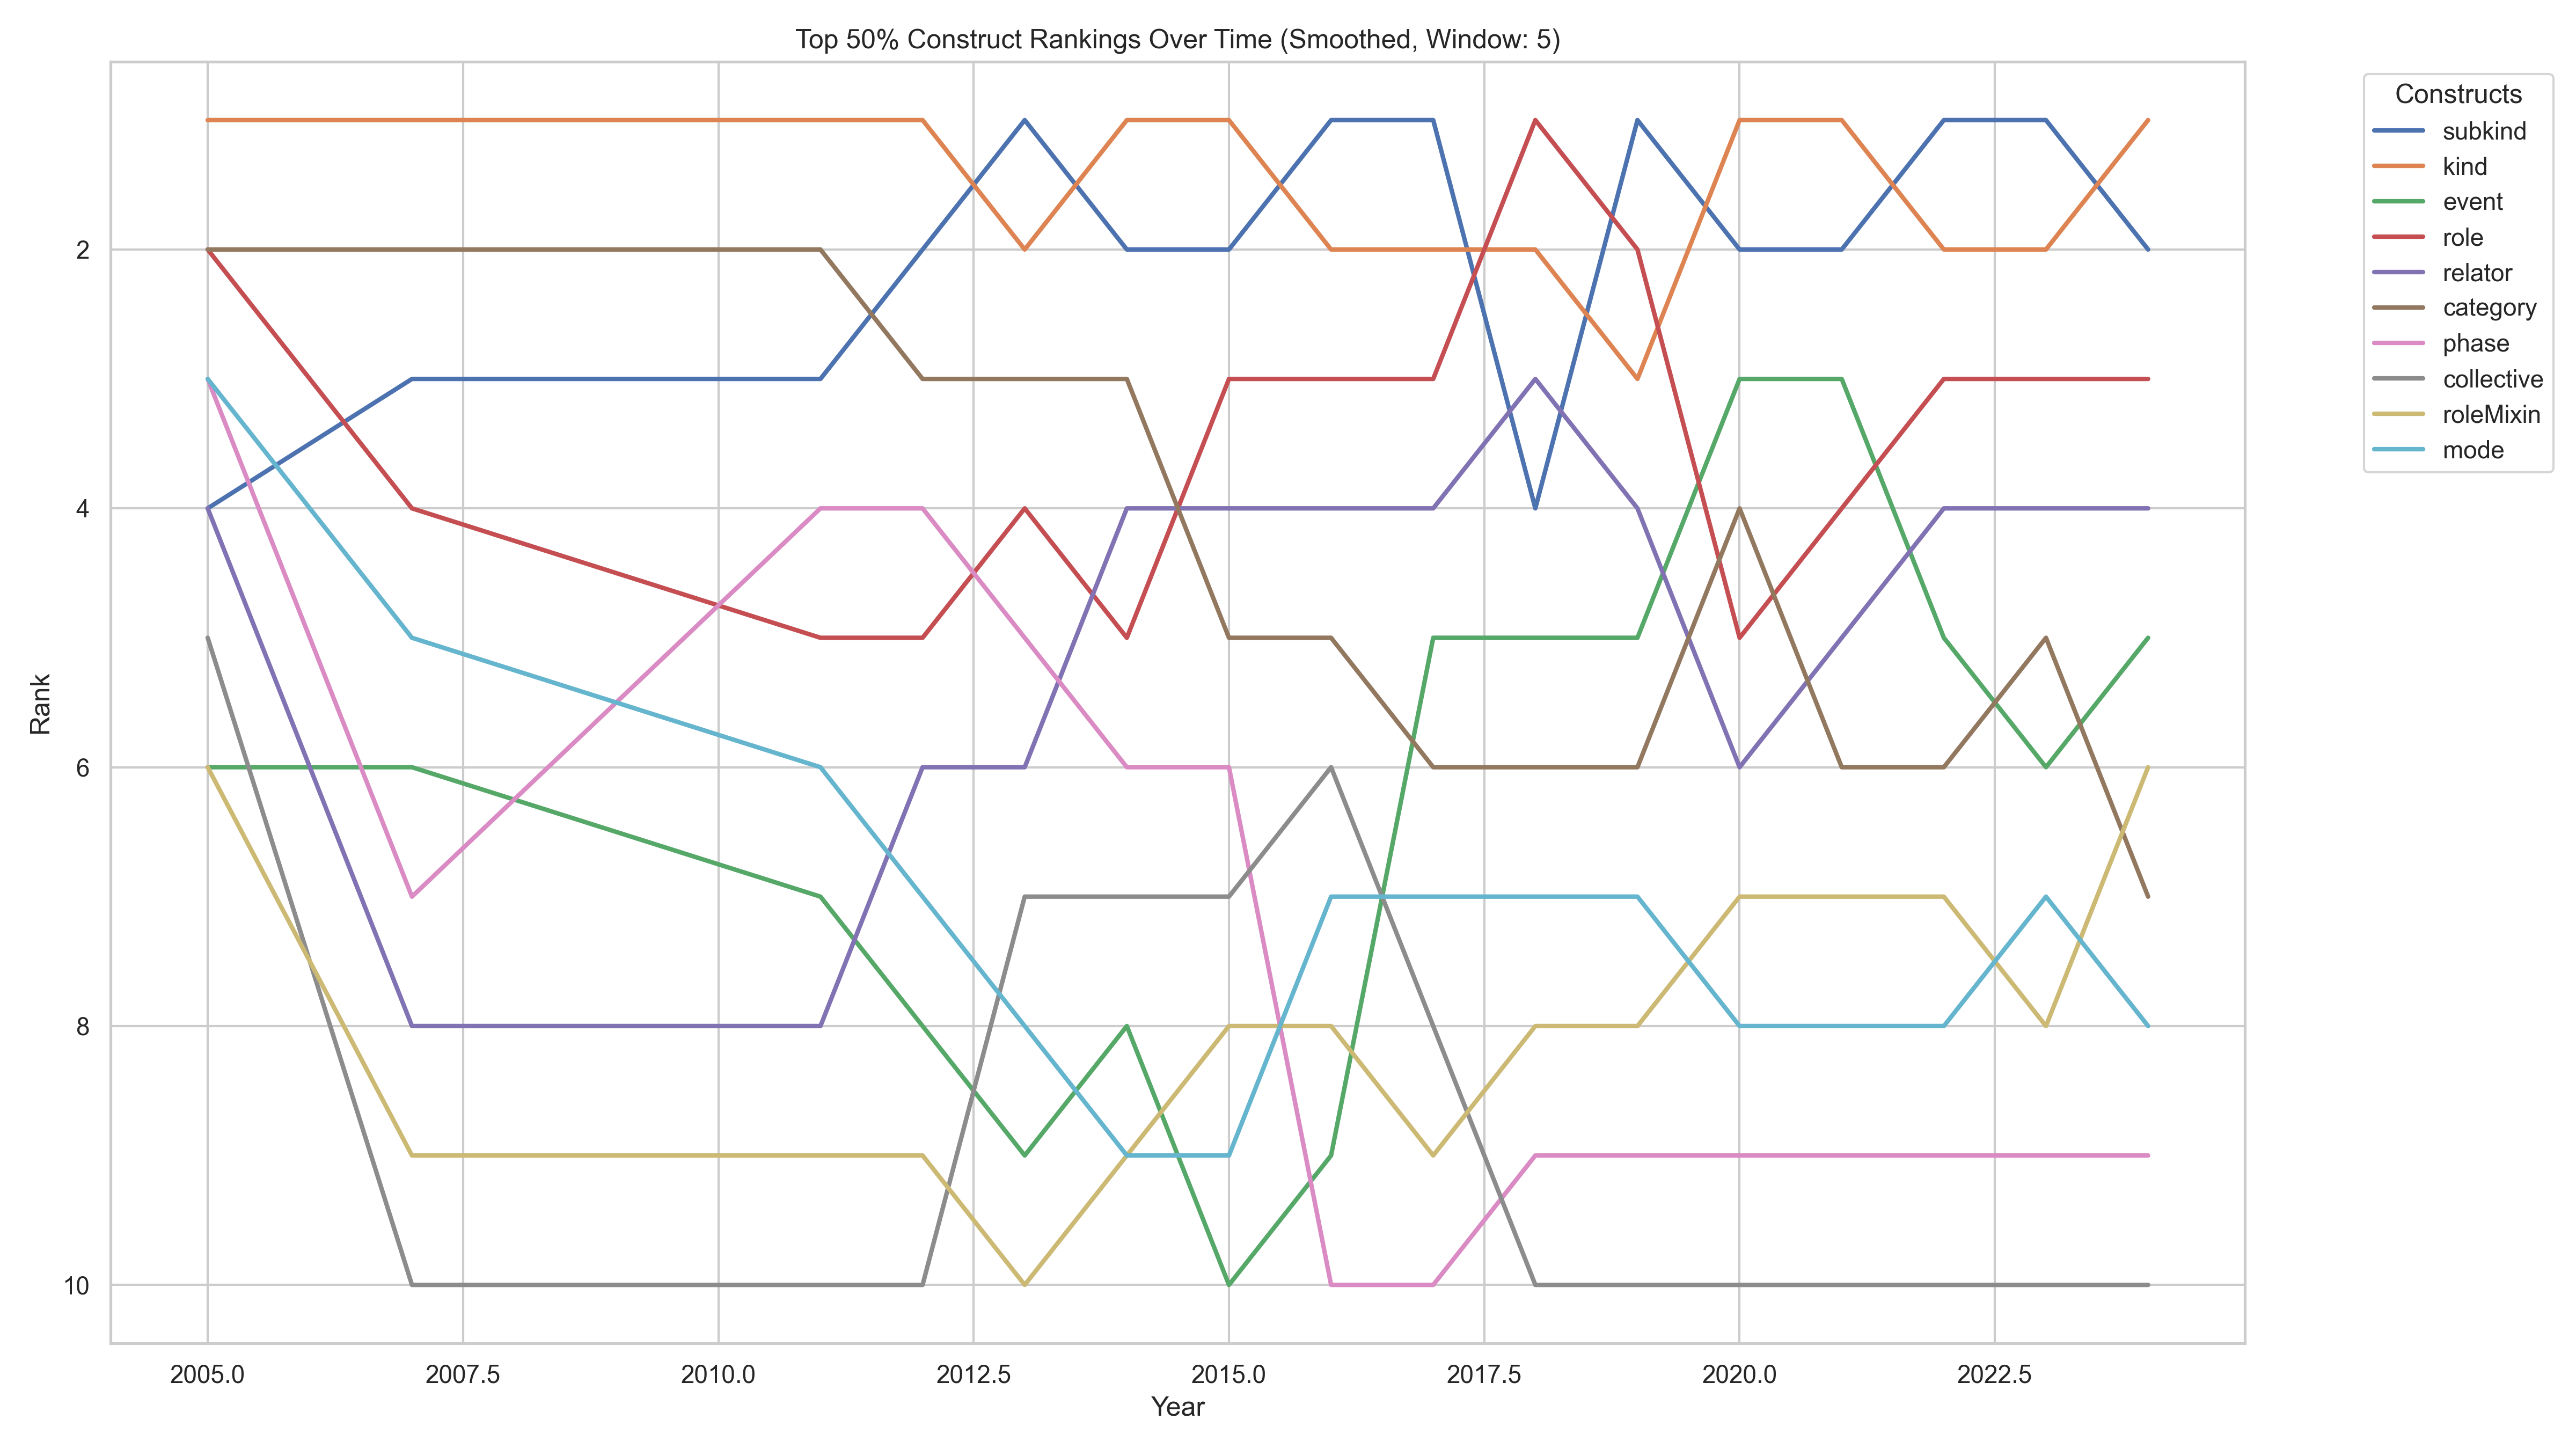 Top 50% Construct Rankings Over Time (Smoothed, Window: 5)
Constructs
subkind
kind
event
role
relator
category
phase
collective
roleMixin
mode
Rank
2
4
6
8
10
2005.0 2007.5 2010.0 2012.5 2015.0 2017.5 2020.0 2022.5
Year